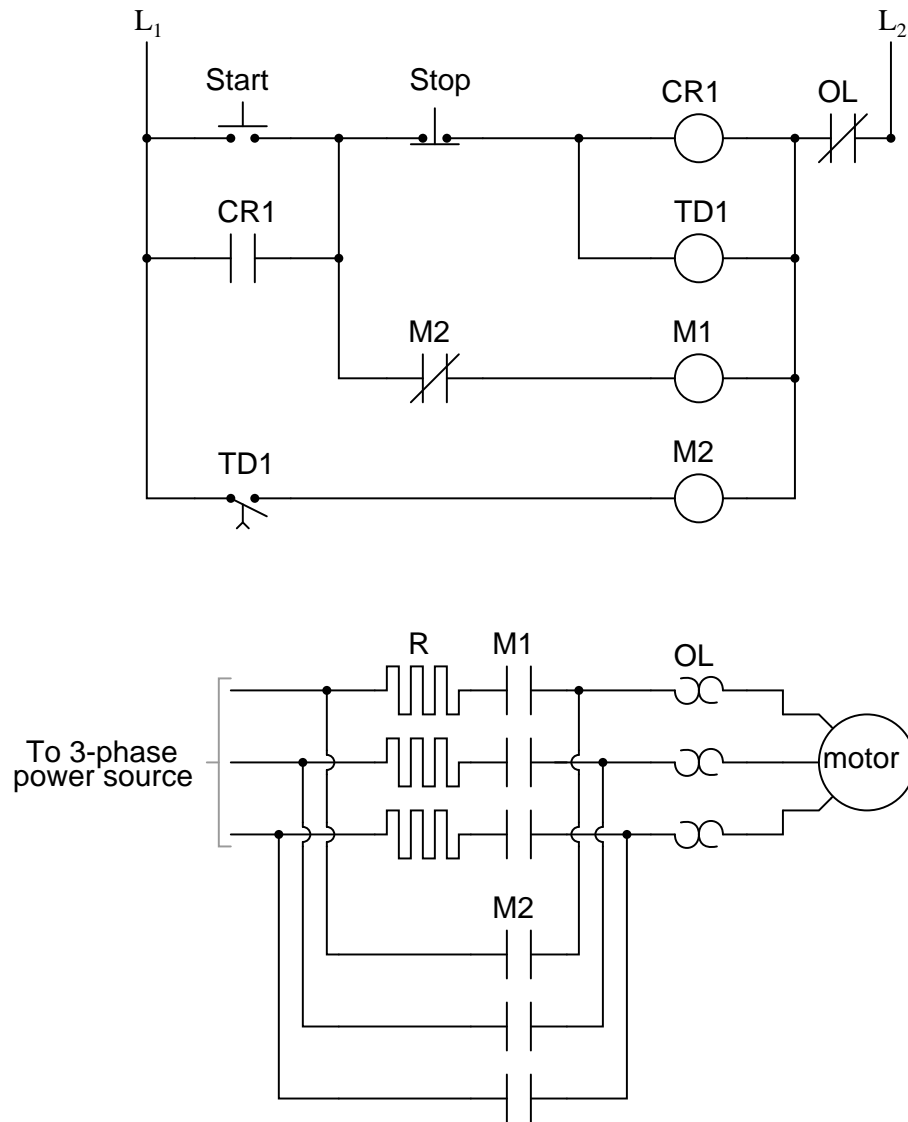 L₁ L₂
Start Stop CR1 OL
CR1 TD1
M2 M1
TD1 M2
R M1 OL
To 3-phase
power source
motor
M2